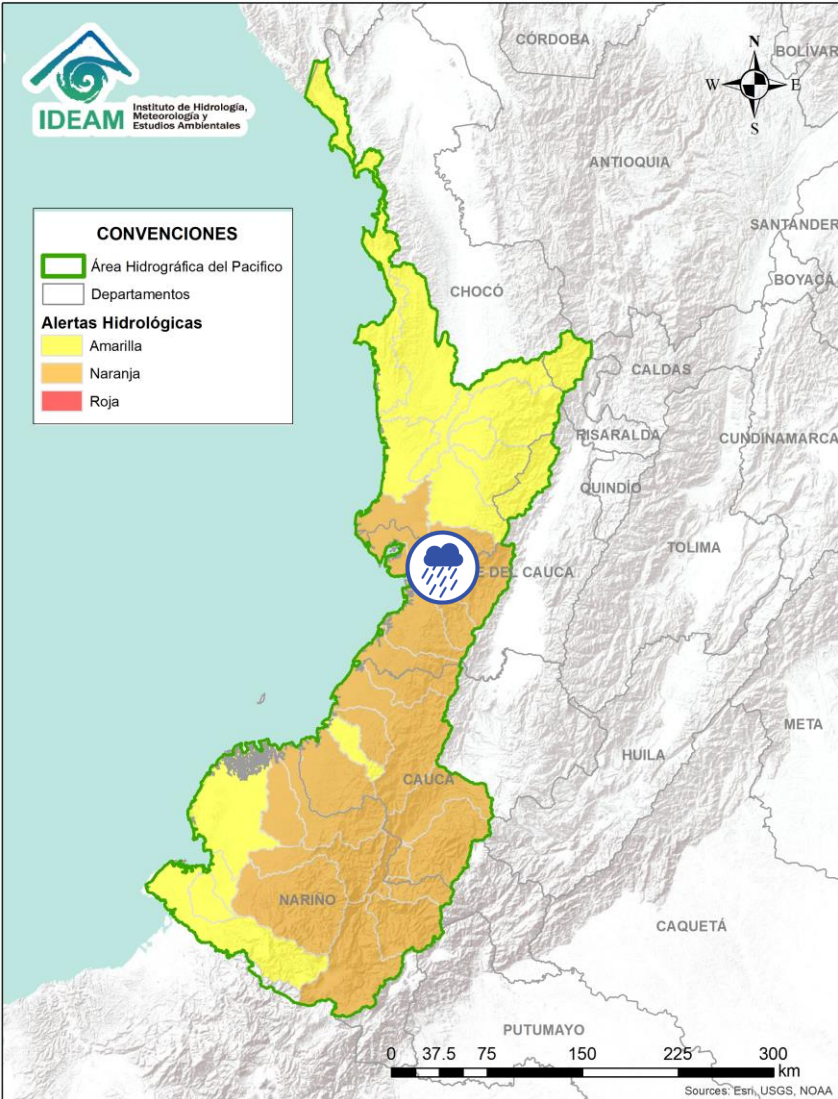 IDEAM
Instituto de Hidrología,
Meteorología y
Estudios Ambientales
CÓRDOBA
BOLÍVAR
N
W
E
S
ANTIOQUIA
SANTANDER
BOYACÁ
CONVENCIONES
Área Hidrográfica del Pacifico
Departamentos
Alertas Hidrológicas
Amarilla
Naranja
Roja
CHOCÓ
CALDAS
RISARALDA
CUNDINAMARCA
QUINDÍO
TOLIMA
E DEL CAUCA
META
HUILA
CAUCA
NARIÑO
CAQUETÁ
PUTUMAYO
0 37.5 75 150 225 300
km
Sources: Esri, USGS, NOAA